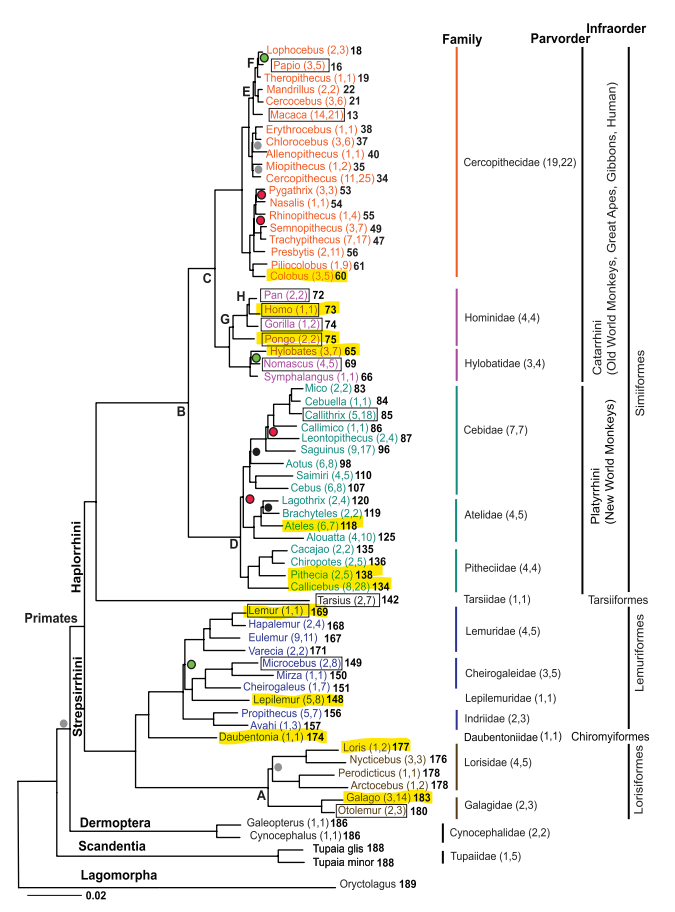 Infraorder
Family
Parvorder
Lophocebus (2,3) 18
F
Papio (3,5) 16
Theropithecus (1,1) 19
E
Mandrillus (2,2) 22
Cercocebus (3,6) 21
Macaca (14,21) 13
Erythrocebus (1,1) 38
Chlorocebus (3,6) 37
Allenopithecus (1,1) 40
Miopithecus (1,2) 35
Cercopithecus (11,25) 34
Cercopithecidae (19,22)
Pygathrix (3,3) 53
Nasalis (1,1) 54
Rhinopithecus (1,4) 55
Semnopithecus (3,7) 49
Trachypithecus (7,17) 47
Presbytis (2,11) 56
Piliocolobus (1,9) 61
Colobus (3,5) 60
C
H
Pan (2,2) 72
Homo (1,1) 73
G
Gorilla (1,2) 74
Pongo (2,2) 75
Hominidae (4,4)
Hylobates (3,7) 65
Nomascus (4,5) 69
Symphalangus (1,1) 66
Hylobatidae (3,4)
Catarrhini
(Old World Monkeys, Great Apes, Gibbons, Human)
Simiiformes
Mico (2,2) 83
Cebuella (1,1) 84
Callithrix (5,18) 85
B
Callimico (1,1) 86
Leontopithecus (2,4) 87
Saguinus (9,17) 96
Aotus (6,8) 98
Saimiri (4,5) 110
Cebus (6,8) 107
Cebidae (7,7)
Lagothrix (2,4) 120
Brachyteles (2,2) 119
Ateles (6,7) 118
Alouatta (4,10) 125
Atelidae (4,5)
D
Cacajao (2,2) 135
Chiropotes (2,5) 136
Pithecia (2,5) 138
Callicebus (8,28) 134
Pitheciidae (4,4)
Platyrrhini
(New World Monkeys)
Haplorrhini
Tarsius (2,7) 142
Tarsiidae (1,1)
Tarsiiformes
Primates
Lemur (1,1) 169
Hapalemur (2,4) 168
Eulemur (9,11) 167
Varecia (2,2) 171
Lemuridae (4,5)
Microcebus (2,8) 149
Mirza (1,1) 150
Cheirogaleus (1,7) 151
Cheirogaleidae (3,5)
Lepilemur (5,8) 148
Lepilemuridae (1,1)
Propithecus (5,7) 156
Avahi (1,3) 157
Indriidae (2,3)
Lemuriformes
Strepsirrhini
Daubentonia (1,1) 174
Daubentoniidae (1,1)
Chiromyiformes
Loris (1,2) 177
Nycticebus (3,3) 176
Perodicticus (1,1) 178
Arctocebus (1,2) 178
Lorisidae (4,5)
A
Galago (3,14) 183
Otolemur (2,3) 180
Galagidae (2,3)
Lorisiformes
Dermoptera
Galeopterus (1,1) 186
Cynocephalus (1,1) 186
Cynocephalidae (2,2)
Scandentia
Tupaia glis 188
Tupaia minor 188
Tupaiidae (1,5)
Lagomorpha
Oryctolagus 189
0.02